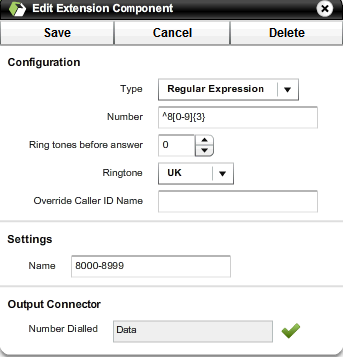 Edit Extension Component
Save Cancel Delete
Configuration
Type Regular Expression
Number ^8[0-9]{3}
Ring tones before answer 0
Ringtone UK
Override Caller ID Name
Settings
Name 8000-8999
Output Connector
Number Dialled Data